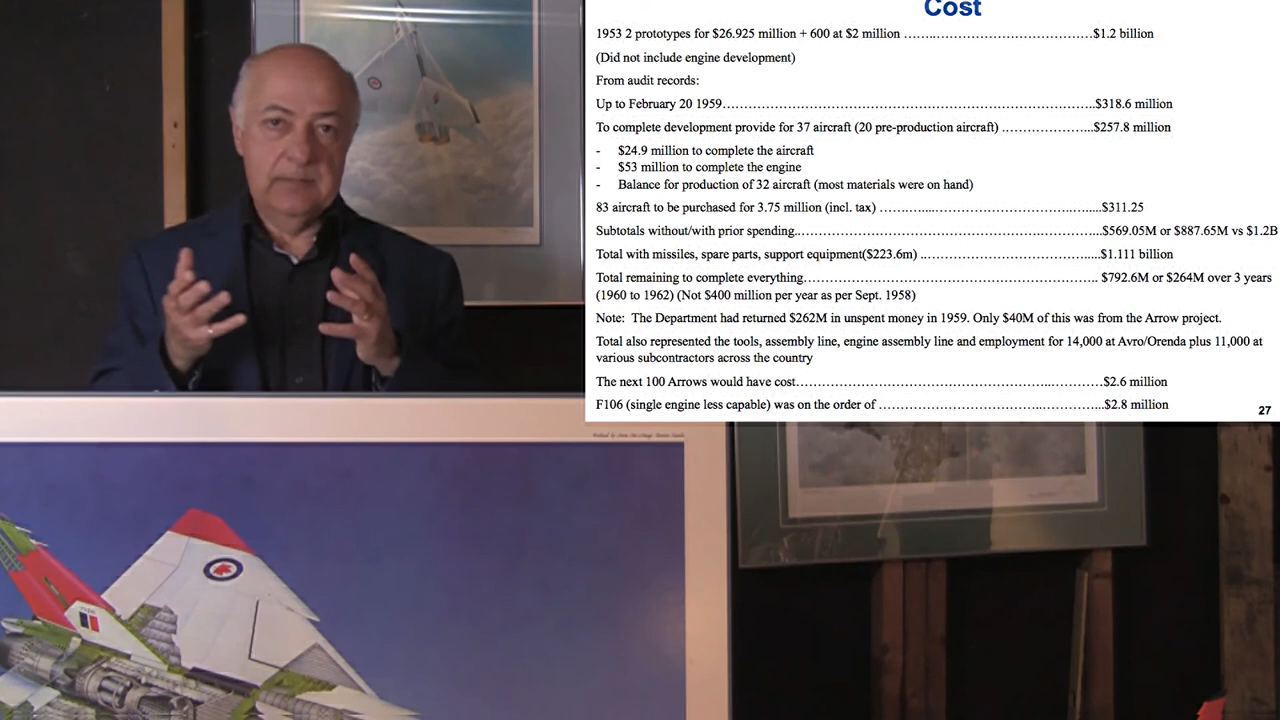 Cost
1953 2 prototypes for $26.925 million + 600 at $2 million ……..……………………………$1.2 billion
(Did not include engine development)
From audit records:
Up to February 20 1959……………………………………………………………………..$318.6 million
To complete development provide for 37 aircraft (20 pre-production aircraft) ………………...$257.8 million
- $24.9 million to complete the aircraft
- $53 million to complete the engine
- Balance for production of 32 aircraft (most materials were on hand)
83 aircraft to be purchased for 3.75 million (incl. tax) ……………………………………......$311.25
Subtotals without/with prior spending..……………………………………………………..$569.05M or $887.65M vs $1.2B
Total with missiles, spare parts, support equipment($223.6m) ..……………………………...$1.111 billion
Total remaining to complete everything.…………………………………………………….. $792.6M or $264M over 3 years
(1960 to 1962) (Not $400 million per year as per Sept. 1958)
Note: The Department had returned $262M in unspent money in 1959. Only $40M of this was from the Arrow project.
Total also represented the tools, assembly line, engine assembly line and employment for 14,000 at Avro/Orenda plus 11,000 at
various subcontractors across the country
The next 100 Arrows would have cost…………………………………………..…………$2.6 million
F106 (single engine less capable) was on the order of ………………………………………..$2.8 million
27